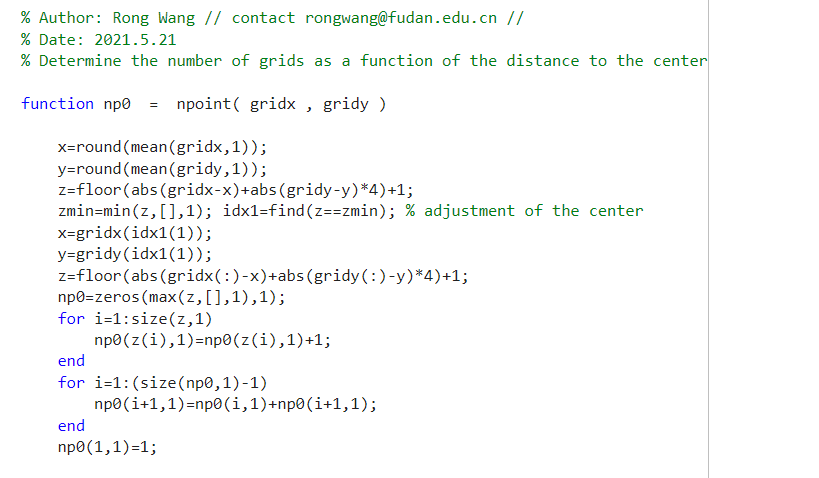 % Author: Rong Wang // contact rongwang@fudan.edu.cn //
% Date: 2021.5.21
% Determine the number of grids as a function of the distance to the center
function np0  =  npoint( gridx , gridy )
x=round(mean(gridx,1));
y=round(mean(gridy,1));
z=floor(abs(gridx-x)+abs(gridy-y)*4)+1;
zmin=min(z,[],1); idx1=find(z==zmin); % adjustment of the center
x=gridx(idx1(1));
y=gridy(idx1(1));
z=floor(abs(gridx(:)-x)+abs(gridy(:)-y)*4)+1;
np0=zeros(max(z,[],1),1);
for i=1:size(z,1)
np0(z(i),1)=np0(z(i),1)+1;
end
for i=1:(size(np0,1)-1)
np0(i+1,1)=np0(i,1)+np0(i+1,1);
end
np0(1,1)=1;